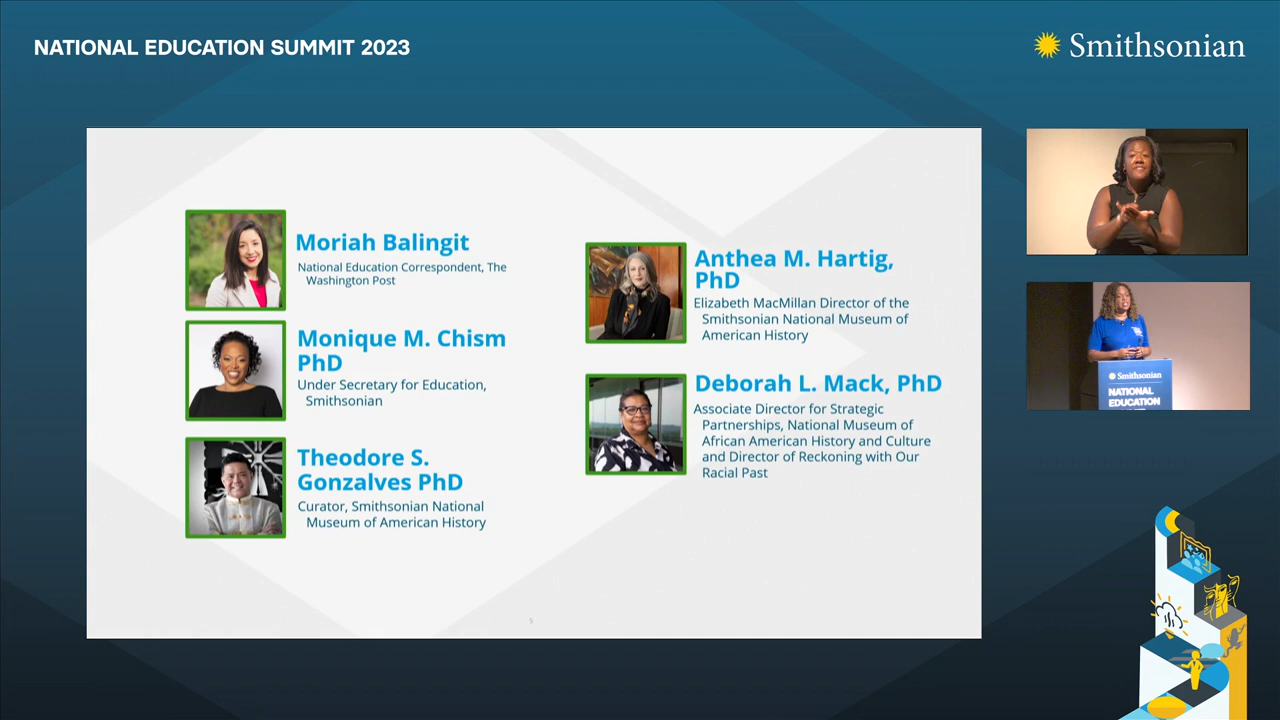 NATIONAL EDUCATION SUMMIT 2023
Smithsonian
Moriah Balingit
National Education Correspondent, The
Washington Post
Monique M. Chism
PhD
Under Secretary for Education,
Smithsonian
Theodore S.
Gonzalves PhD
Curator, Smithsonian National
Museum of American History
Anthea M. Hartig,
PhD
Elizabeth MacMillan Director of the
Smithsonian National Museum of
American History
Deborah L. Mack, PhD
Associate Director for Strategic
Partnerships, National Museum of
African American History and Culture
and Director of Reckoning with Our
Racial Past
Smithsonian
NATIONAL
EDUCATION